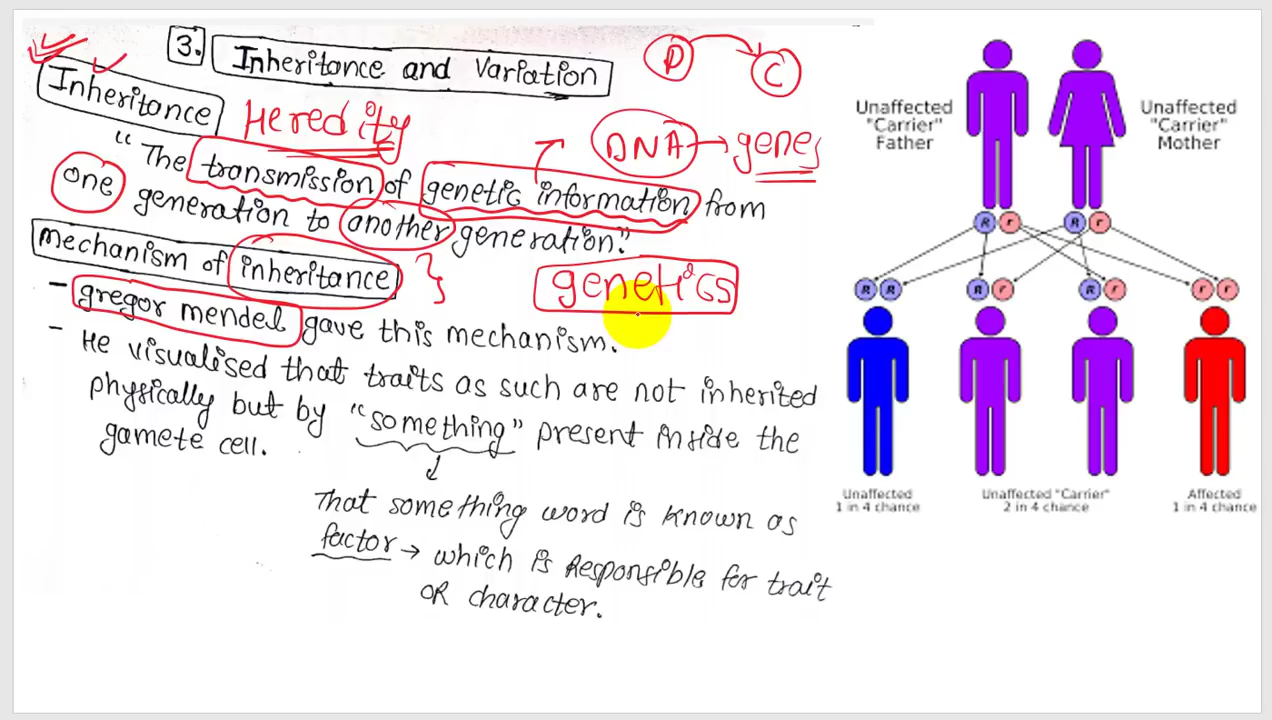 3. Inheritance and Variation
P C
Inheritance
Heredity
DNA → genes
"The transmission of genetic information from
one generation to another generation."
mechanism of inheritance
genetics
- gregor mendel gave this mechanism.
- He visualised that traits as such are not inherited
physically but by "something" present inside the
gamete cell.
That something word is known as
factor → which is Responsible for trait
OR character.
Unaffected
"Carrier"
Father
Unaffected
"Carrier"
Mother
R r R r
R R R r R r r r
Unaffected
1 in 4 chance
Unaffected "Carrier"
2 in 4 chance
Affected
1 in 4 chance